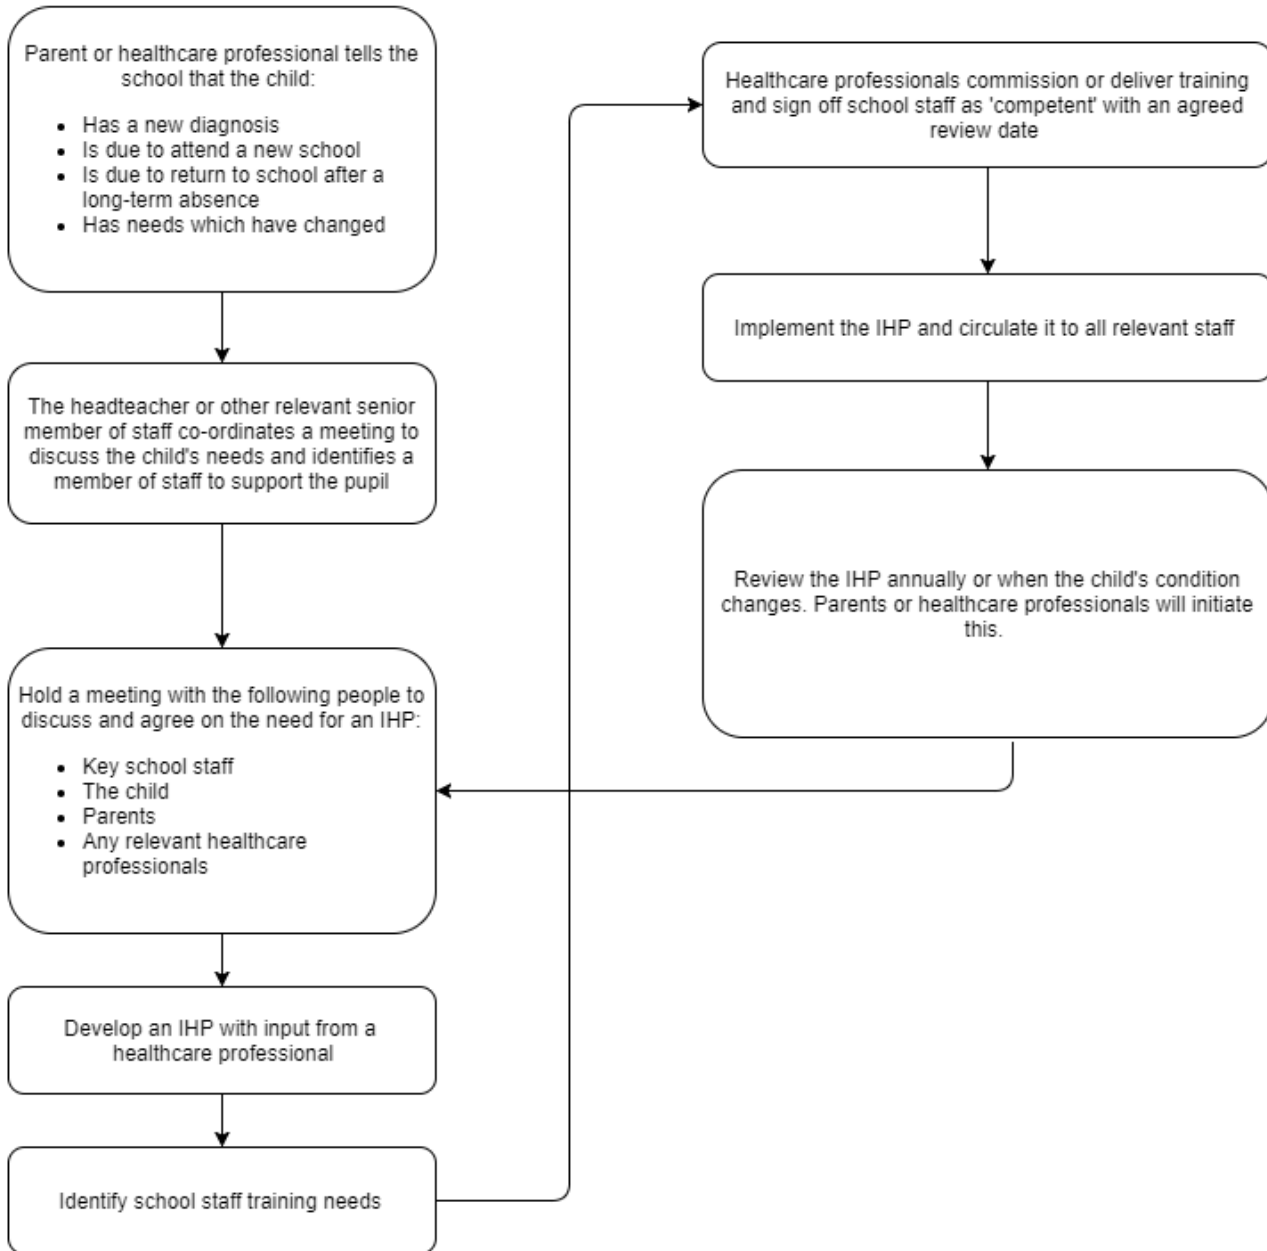 Parent or healthcare professional tells the
school that the child:
• Has a new diagnosis
• Is due to attend a new school
• Is due to return to school after a
long-term absence
• Has needs which have changed
The headteacher or other relevant senior
member of staff co-ordinates a meeting to
discuss the child's needs and identifies a
member of staff to support the pupil
Hold a meeting with the following people to
discuss and agree on the need for an IHP:
• Key school staff
• The child
• Parents
• Any relevant healthcare
professionals
Develop an IHP with input from a
healthcare professional
Identify school staff training needs
Healthcare professionals commission or deliver training
and sign off school staff as 'competent' with an agreed
review date
Implement the IHP and circulate it to all relevant staff
Review the IHP annually or when the child's condition
changes. Parents or healthcare professionals will initiate
this.